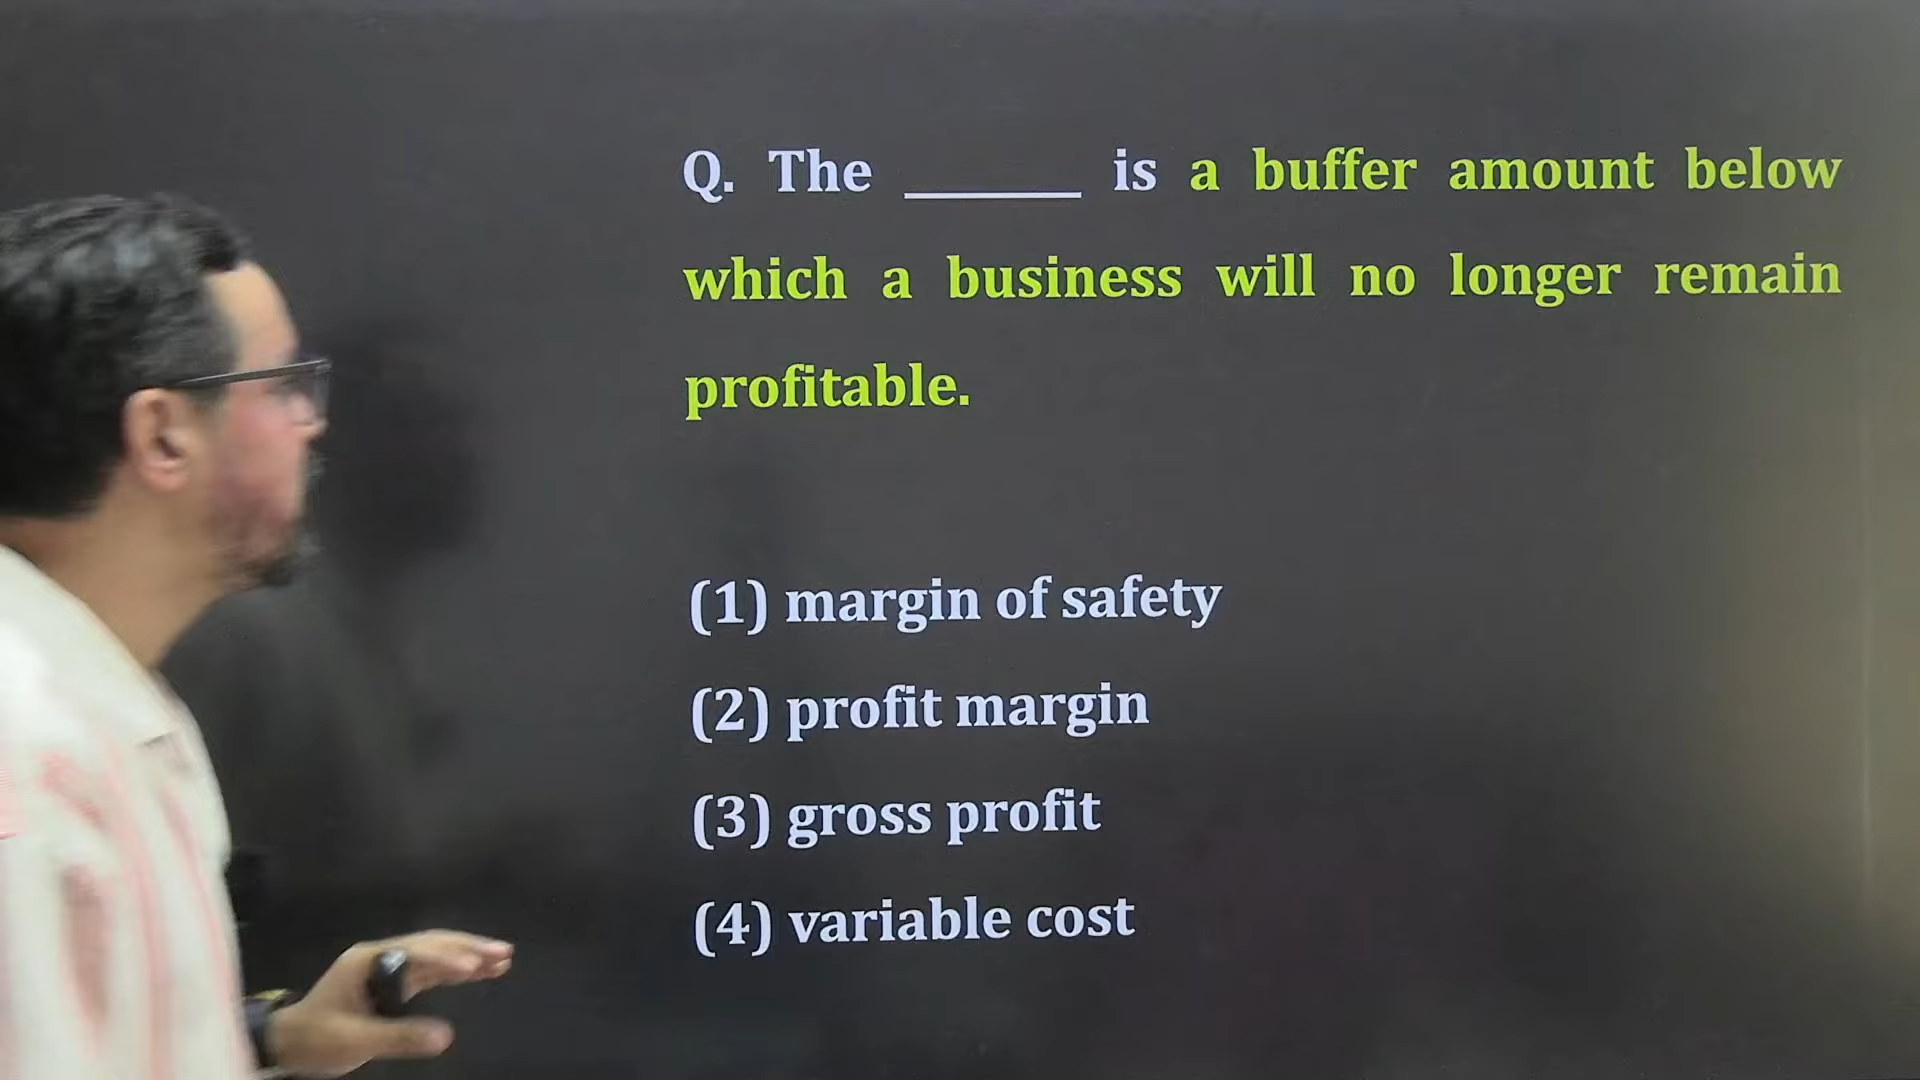 Q. The ______ is a buffer amount below
which a business will no longer remain
profitable.
(1) margin of safety
(2) profit margin
(3) gross profit
(4) variable cost